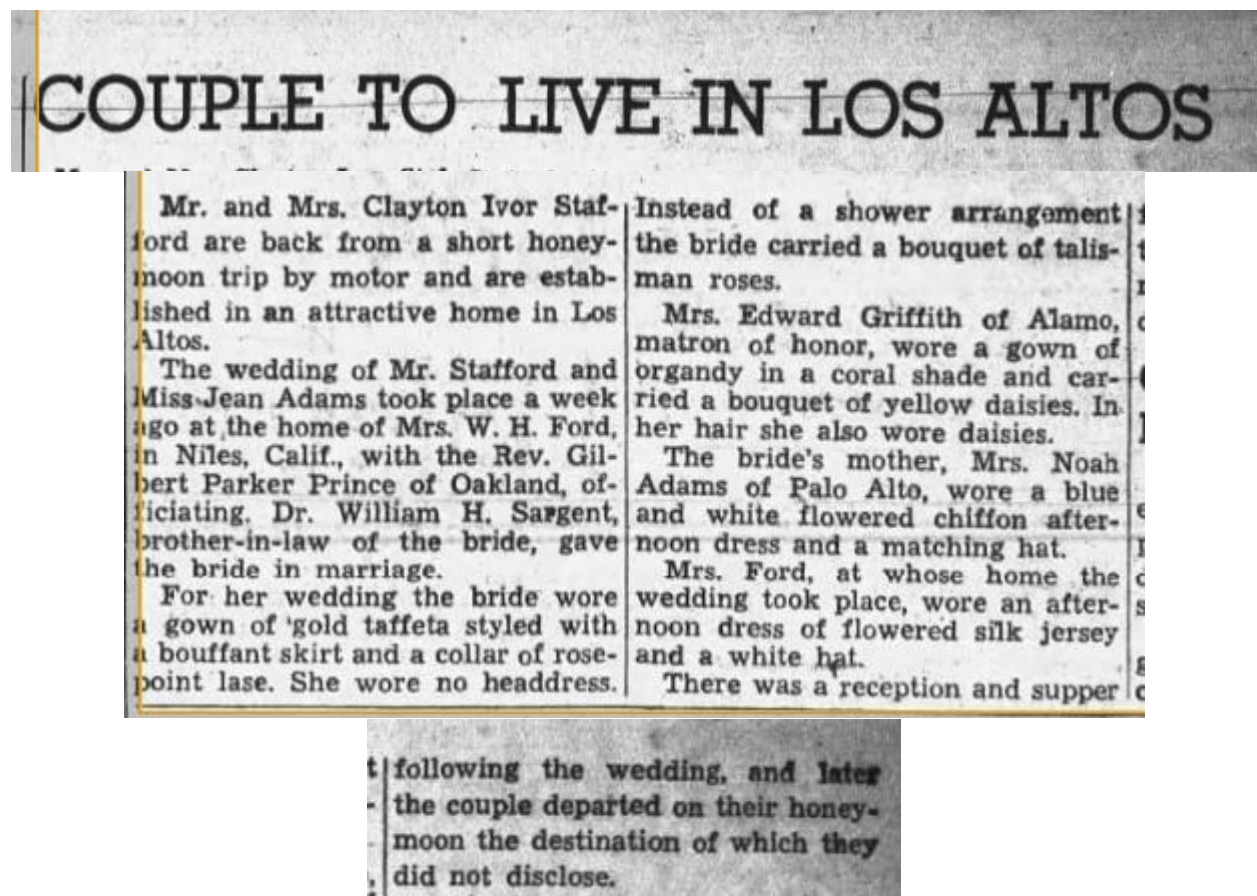 COUPLE TO LIVE IN LOS ALTOS
Mr. and Mrs. Clayton Ivor Staf-
ford are back from a short honey-
moon trip by motor and are estab-
lished in an attractive home in Los
Altos.
The wedding of Mr. Stafford and
Miss Jean Adams took place a week
ago at the home of Mrs. W. H. Ford,
in Niles, Calif., with the Rev. Gil-
bert Parker Prince of Oakland, of-
ficiating. Dr. William H. Sargent,
brother-in-law of the bride, gave
the bride in marriage.
For her wedding the bride wore
a gown of 'gold taffeta styled with
a bouffant skirt and a collar of rose-
point lase. She wore no headdress.
Instead of a shower arrangement
the bride carried a bouquet of talis-
man roses.
Mrs. Edward Griffith of Alamo,
matron of honor, wore a gown of
organdy in a coral shade and car-
ried a bouquet of yellow daisies. In
her hair she also wore daisies.
The bride's mother, Mrs. Noah
Adams of Palo Alto, wore a blue
and white flowered chiffon after-
noon dress and a matching hat.
Mrs. Ford, at whose home the
wedding took place, wore an after-
noon dress of flowered silk jersey
and a white hat.
There was a reception and supper
following the wedding, and later
the couple departed on their honey-
moon the destination of which they
did not disclose.